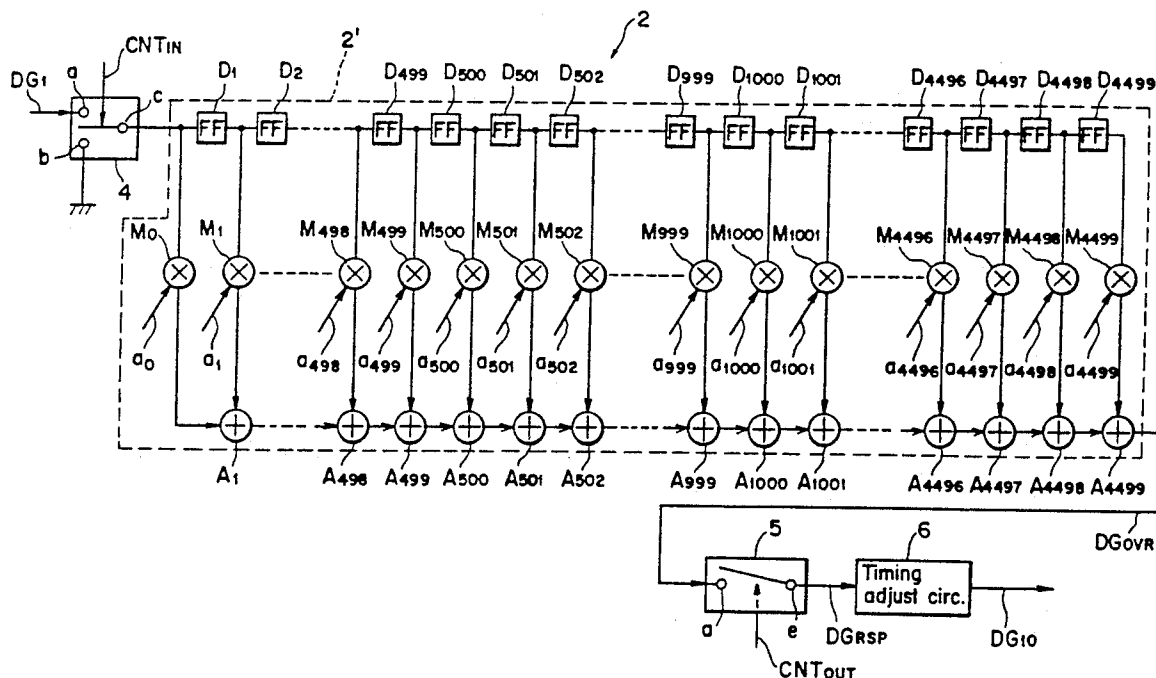 2
CNTIN
2'
DG1
a
c
b
4
D1 D2 D499 D500 D501 D502 D999 D1000 D1001 D4496 D4497 D4498 D4499
FF FF FF FF FF FF FF FF FF FF FF FF FF
M0 M1 M498 M499 M500 M501 M502 M999 M1000 M1001 M4496 M4497 M4498 M4499
a0 a1 a498 a499 a500 a501 a502 a999 a1000 a1001 a4496 a4497 a4498 a4499
A1 A498 A499 A500 A501 A502 A999 A1000 A1001 A4496 A4497 A4498 A4499
DGOVR
5
6
Timing
adjust circ.
a
e
DGRSP
DG10
CNTOUT